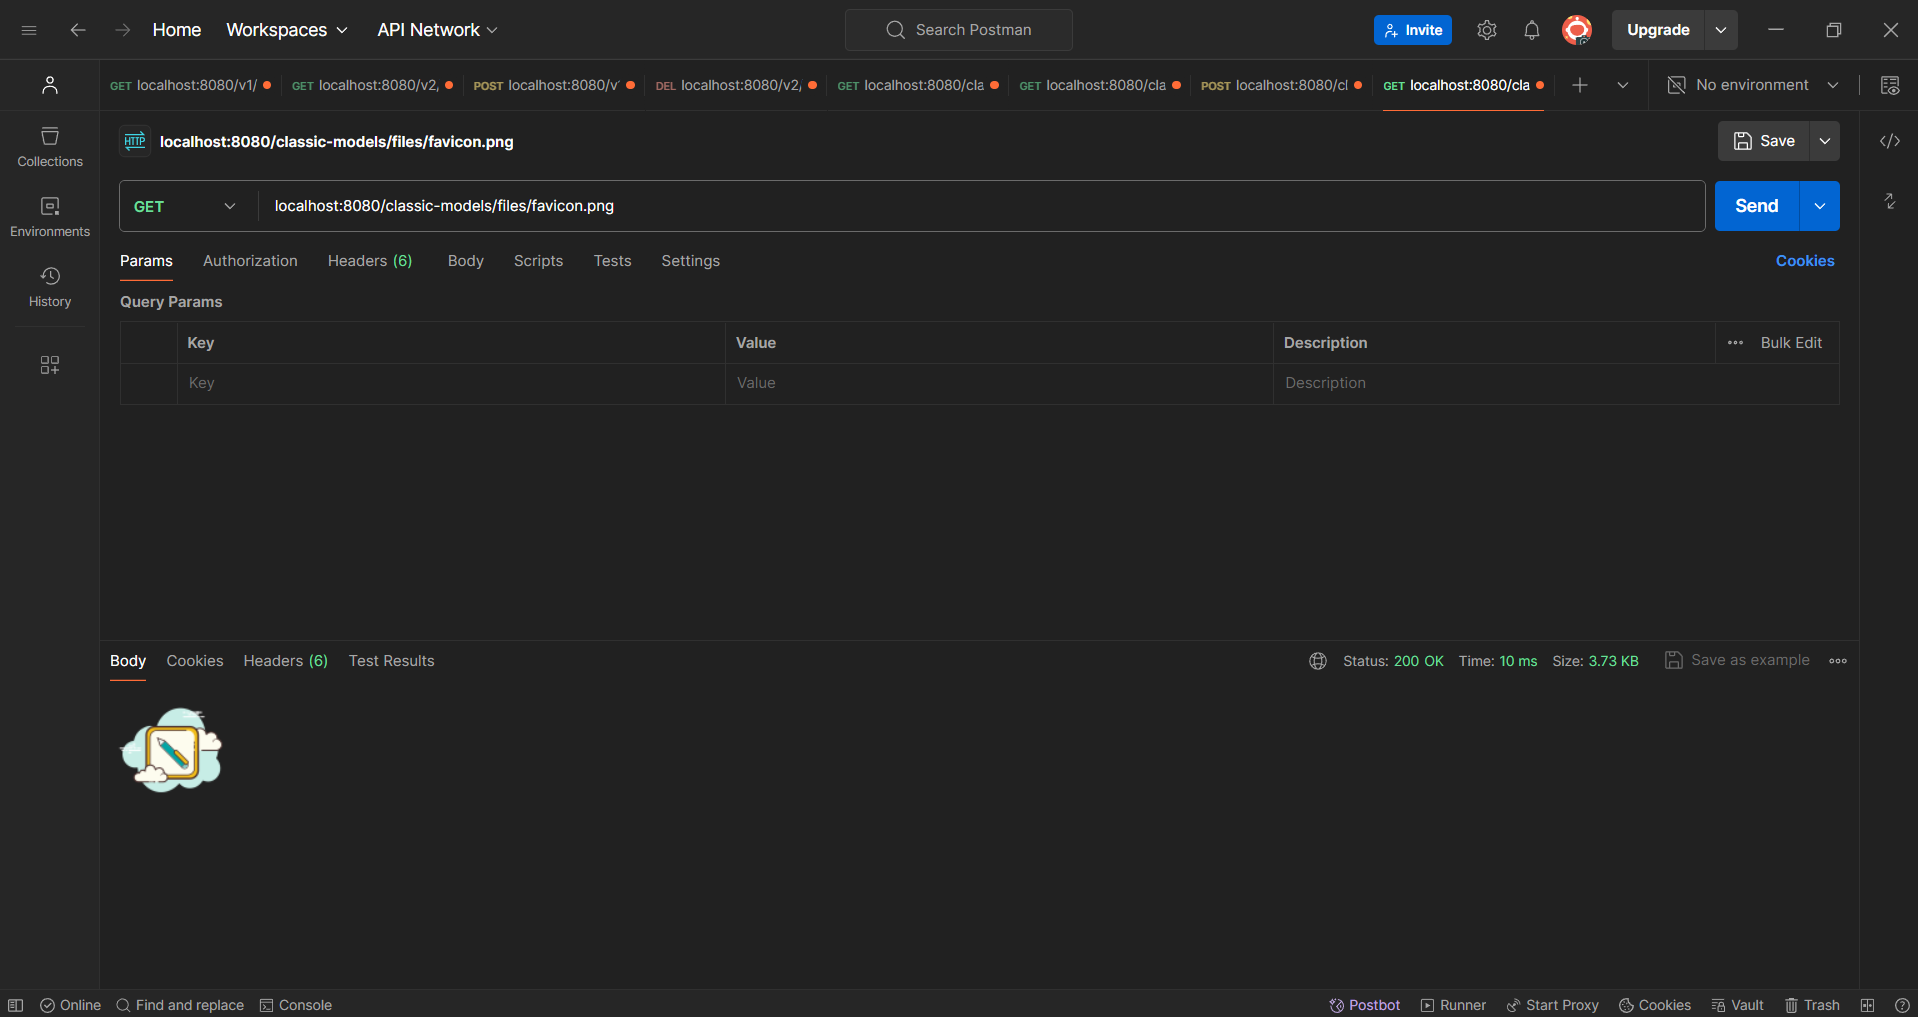 Home Workspaces API Network Search Postman Invite Upgrade
GET localhost:8080/v1/ GET localhost:8080/v2, POST localhost:8080/v DEL localhost:8080/v2/ GET localhost:8080/cla GET localhost:8080/cla POST localhost:8080/cl GET localhost:8080/cla No environment
HTTP localhost:8080/classic-models/files/favicon.png Save
Collections
GET localhost:8080/classic-models/files/favicon.png Send
Environments
Params Authorization Headers (6) Body Scripts Tests Settings Cookies
History
Query Params
Key Value Description Bulk Edit
Key Value Description
Body Cookies Headers (6) Test Results Status: 200 OK Time: 10 ms Size: 3.73 KB Save as example
Online Find and replace Console Postbot Runner Start Proxy Cookies Vault Trash